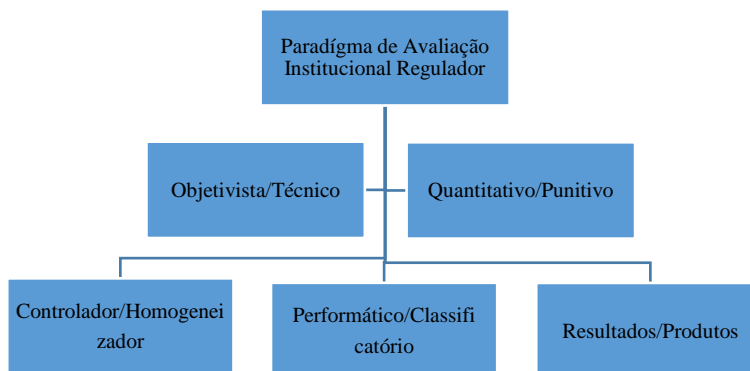 Paradígma de Avaliação
Institucional Regulador
Objetivista/Técnico
Quantitativo/Punitivo
Controlador/Homogenei
zador
Performático/Classifi
catório
Resultados/Produtos